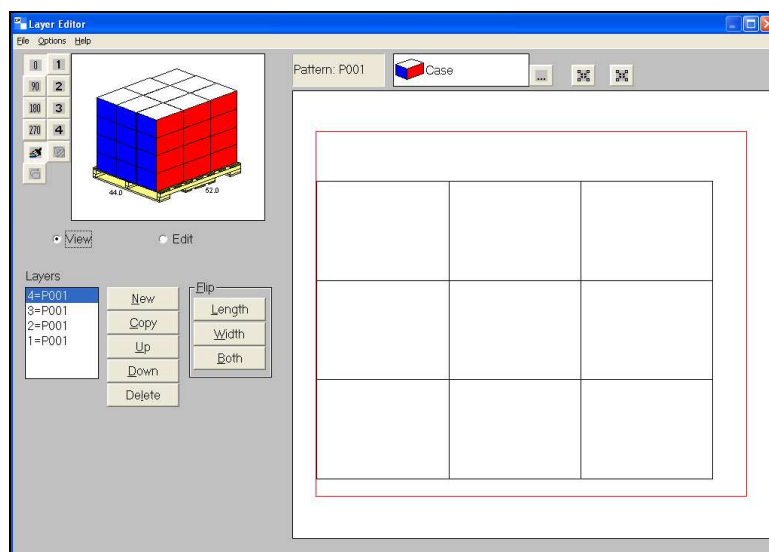 Layer Editor
File Options Help
0 1
90 2
180 3
270 4
44.0 52.0
Pattern: P001
Case
...
View Edit
Layers
4=P001
3=P001
2=P001
1=P001
New
Copy
Up
Down
Delete
Flip
Length
Width
Both